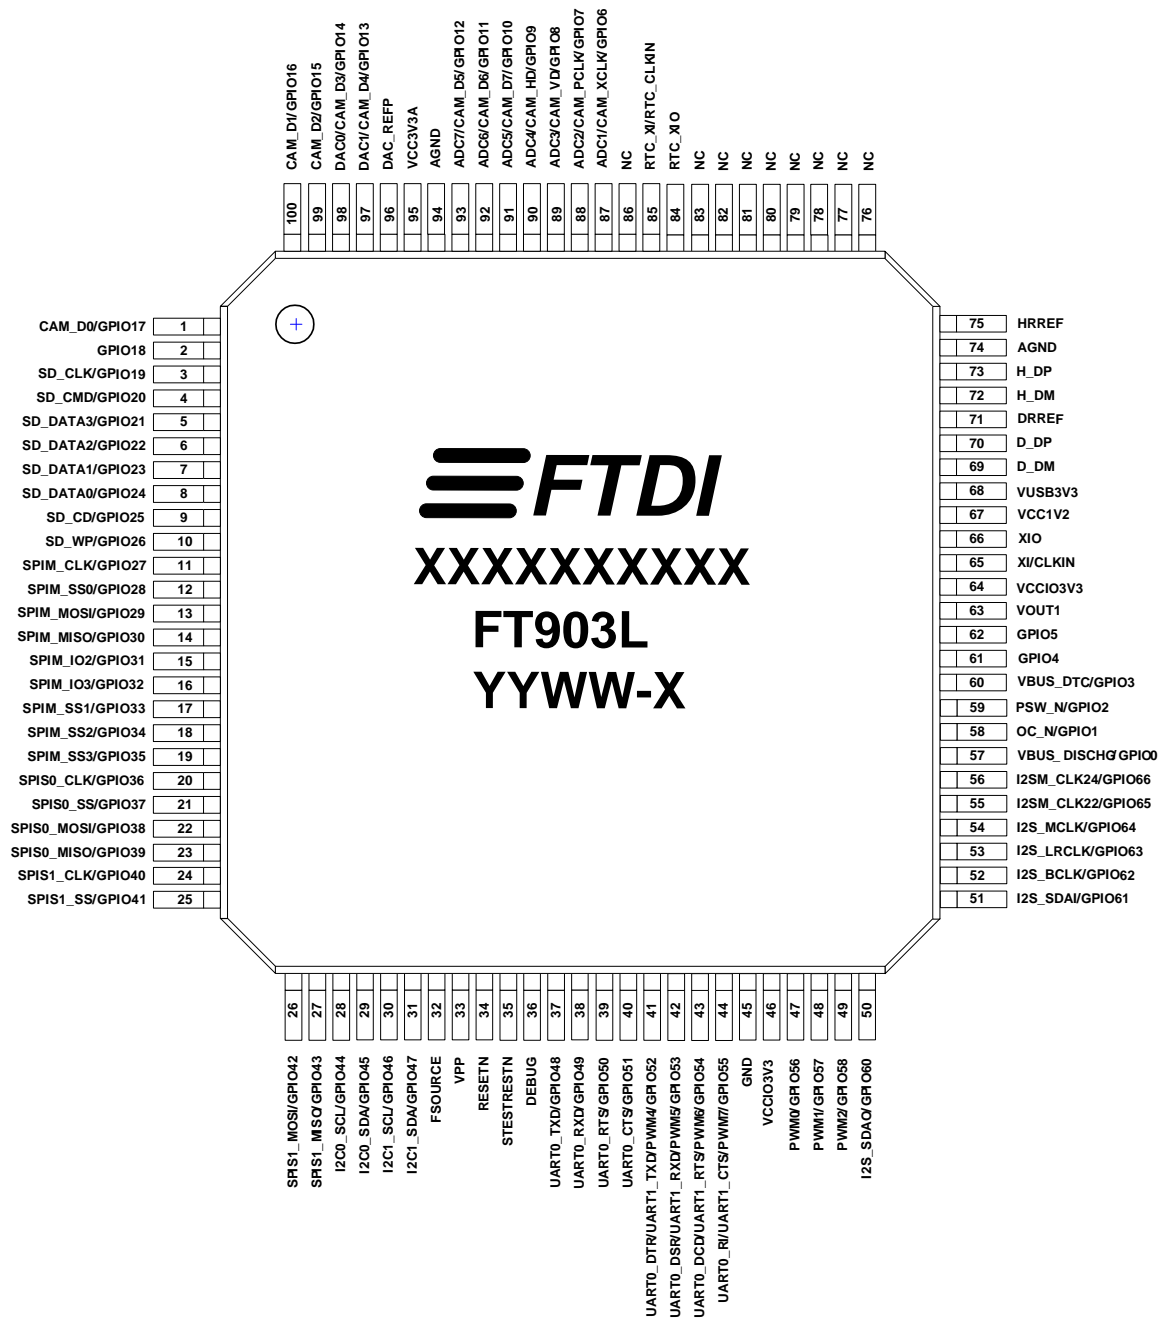 CAM_D1/GPIO16
CAM_D2/GPIO15
DAC0/CAM_D3/GPIO14
DAC1/CAM_D4/GPIO13
DAC_REFP
VCC3V3A
AGND
ADC7/CAM_D5/GPIO12
ADC6/CAM_D6/GPIO11
ADC5/CAM_D7/GPIO10
ADC4/CAM_HD/GPIO9
ADC3/CAM_VD/GPIO8
ADC2/CAM_PCLK/GPIO7
ADC1/CAM_XCLK/GPIO6
NC
RTC_XI/RTC_CLKIN
RTC_XIO
NC
NC
NC
NC
NC
NC
NC
NC
100 99 98 97 96 95 94 93 92 91 90 89 88 87 86 85 84 83 82 81 80 79 78 77 76
CAM_D0/GPIO17 1
GPIO18 2
SD_CLK/GPIO19 3
SD_CMD/GPIO20 4
SD_DATA3/GPIO21 5
SD_DATA2/GPIO22 6
SD_DATA1/GPIO23 7
SD_DATA0/GPIO24 8
SD_CD/GPIO25 9
SD_WP/GPIO26 10
SPIM_CLK/GPIO27 11
SPIM_SS0/GPIO28 12
SPIM_MOSI/GPIO29 13
SPIM_MISO/GPIO30 14
SPIM_IO2/GPIO31 15
SPIM_IO3/GPIO32 16
SPIM_SS1/GPIO33 17
SPIM_SS2/GPIO34 18
SPIM_SS3/GPIO35 19
SPIS0_CLK/GPIO36 20
SPIS0_SS/GPIO37 21
SPIS0_MOSI/GPIO38 22
SPIS0_MISO/GPIO39 23
SPIS1_CLK/GPIO40 24
SPIS1_SS/GPIO41 25
FTDI
XXXXXXXXXX
FT903L
YYWW-X
75 HRREF
74 AGND
73 H_DP
72 H_DM
71 DRREF
70 D_DP
69 D_DM
68 VUSB3V3
67 VCC1V2
66 XIO
65 XI/CLKIN
64 VCCIO3V3
63 VOUT1
62 GPIO5
61 GPIO4
60 VBUS_DTC/GPIO3
59 PSW_N/GPIO2
58 OC_N/GPIO1
57 VBUS_DISCHG/GPIO0
56 I2SM_CLK24/GPIO66
55 I2SM_CLK22/GPIO65
54 I2S_MCLK/GPIO64
53 I2S_LRCLK/GPIO63
52 I2S_BCLK/GPIO62
51 I2S_SDAI/GPIO61
26 27 28 29 30 31 32 33 34 35 36 37 38 39 40 41 42 43 44 45 46 47 48 49 50
SPIS1_MOSI/GPIO42
SPIS1_MISO/GPIO43
I2C0_SCL/GPIO44
I2C0_SDA/GPIO45
I2C1_SCL/GPIO46
I2C1_SDA/GPIO47
FSOURCE
VPP
RESETN
STESTRESTN
DEBUG
UART0_TXD/GPIO48
UART0_RXD/GPIO49
UART0_RTS/GPIO50
UART0_CTS/GPIO51
UART0_DTR/UART1_TXD/PWM4/GPIO52
UART0_DSR/UART1_RXD/PWM5/GPIO53
UART0_DCD/UART1_RTS/PWM6/GPIO54
UART0_RI/UART1_CTS/PWM7/GPIO55
GND
VCCIO3V3
PWM0/GPIO56
PWM1/GPIO57
PWM2/GPIO58
I2S_SDAO/GPIO60